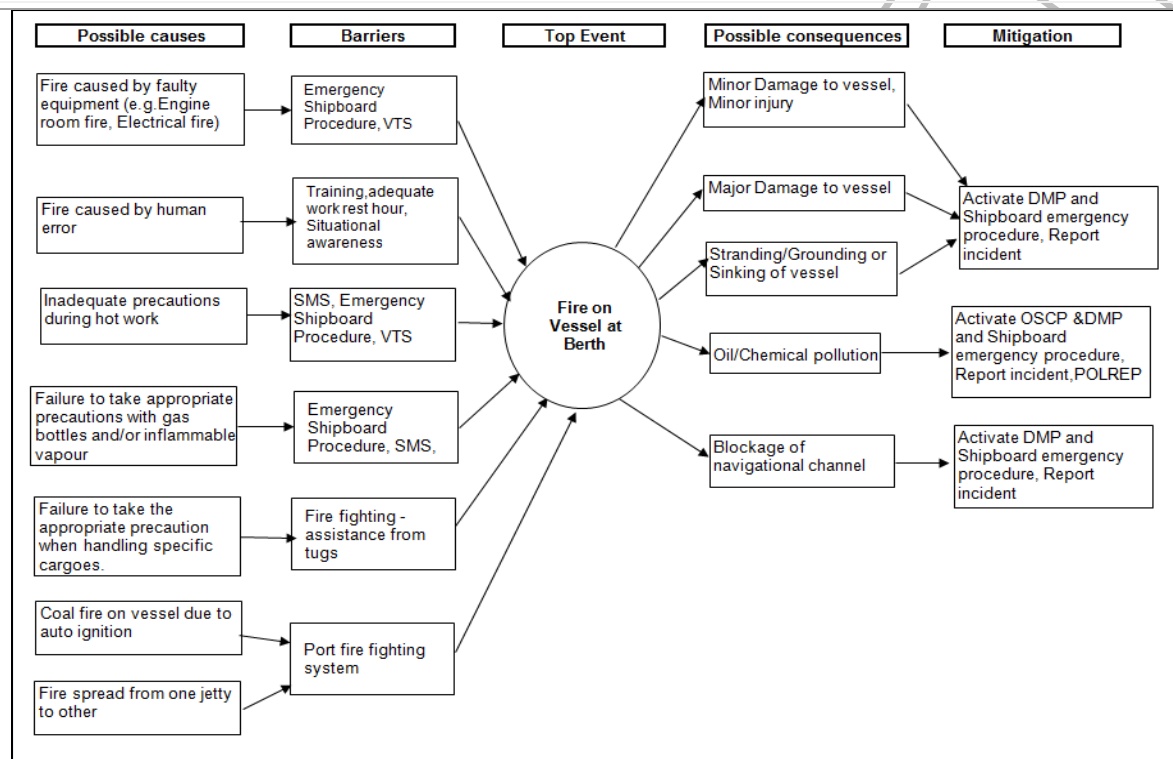 Possible causes
Barriers
Top Event
Possible consequences
Mitigation
Fire caused by faulty
equipment (e.g.Engine
room fire, Electrical fire)
Fire caused by human
error
Inadequate precautions
during hot work
Failure to take appropriate
precautions with gas
bottles and/or inflammable
vapour
Failure to take the
appropriate precaution
when handling specific
cargoes.
Coal fire on vessel due to
auto ignition
Fire spread from one jetty
to other
Emergency
Shipboard
Procedure, VTS
Training,adequate
work rest hour,
Situational
awareness
SMS, Emergency
Shipboard
Procedure, VTS
Emergency
Shipboard
Procedure, SMS,
Fire fighting -
assistance from
tugs
Port fire fighting
system
Fire on
Vessel at
Berth
Minor Damage to vessel,
Minor injury
Major Damage to vessel
Stranding/Grounding or
Sinking of vessel
Oil/Chemical pollution
Blockage of
navigational channel
Activate DMP and
Shipboard emergency
procedure, Report
incident
Activate OSCP &DMP
and Shipboard
emergency procedure,
Report incident,POLREP
Activate DMP and
Shipboard emergency
procedure, Report
incident